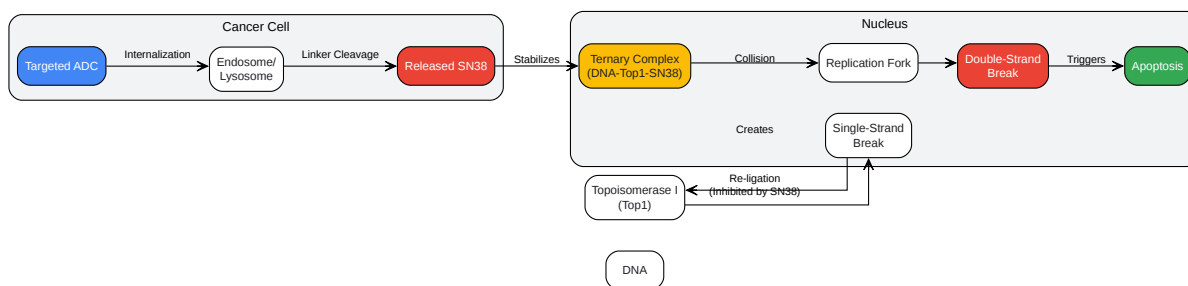 Cancer Cell
Nucleus
Targeted ADC
Internalization
Endosome/
Lysosome
Linker Cleavage
Released SN38
Stabilizes
Ternary Complex
(DNA-Top1-SN38)
Collision
Replication Fork
Double-Strand
Break
Triggers
Apoptosis
Creates
Single-Strand
Break
Re-ligation
(Inhibited by SN38)
Topoisomerase I
(Top1)
DNA